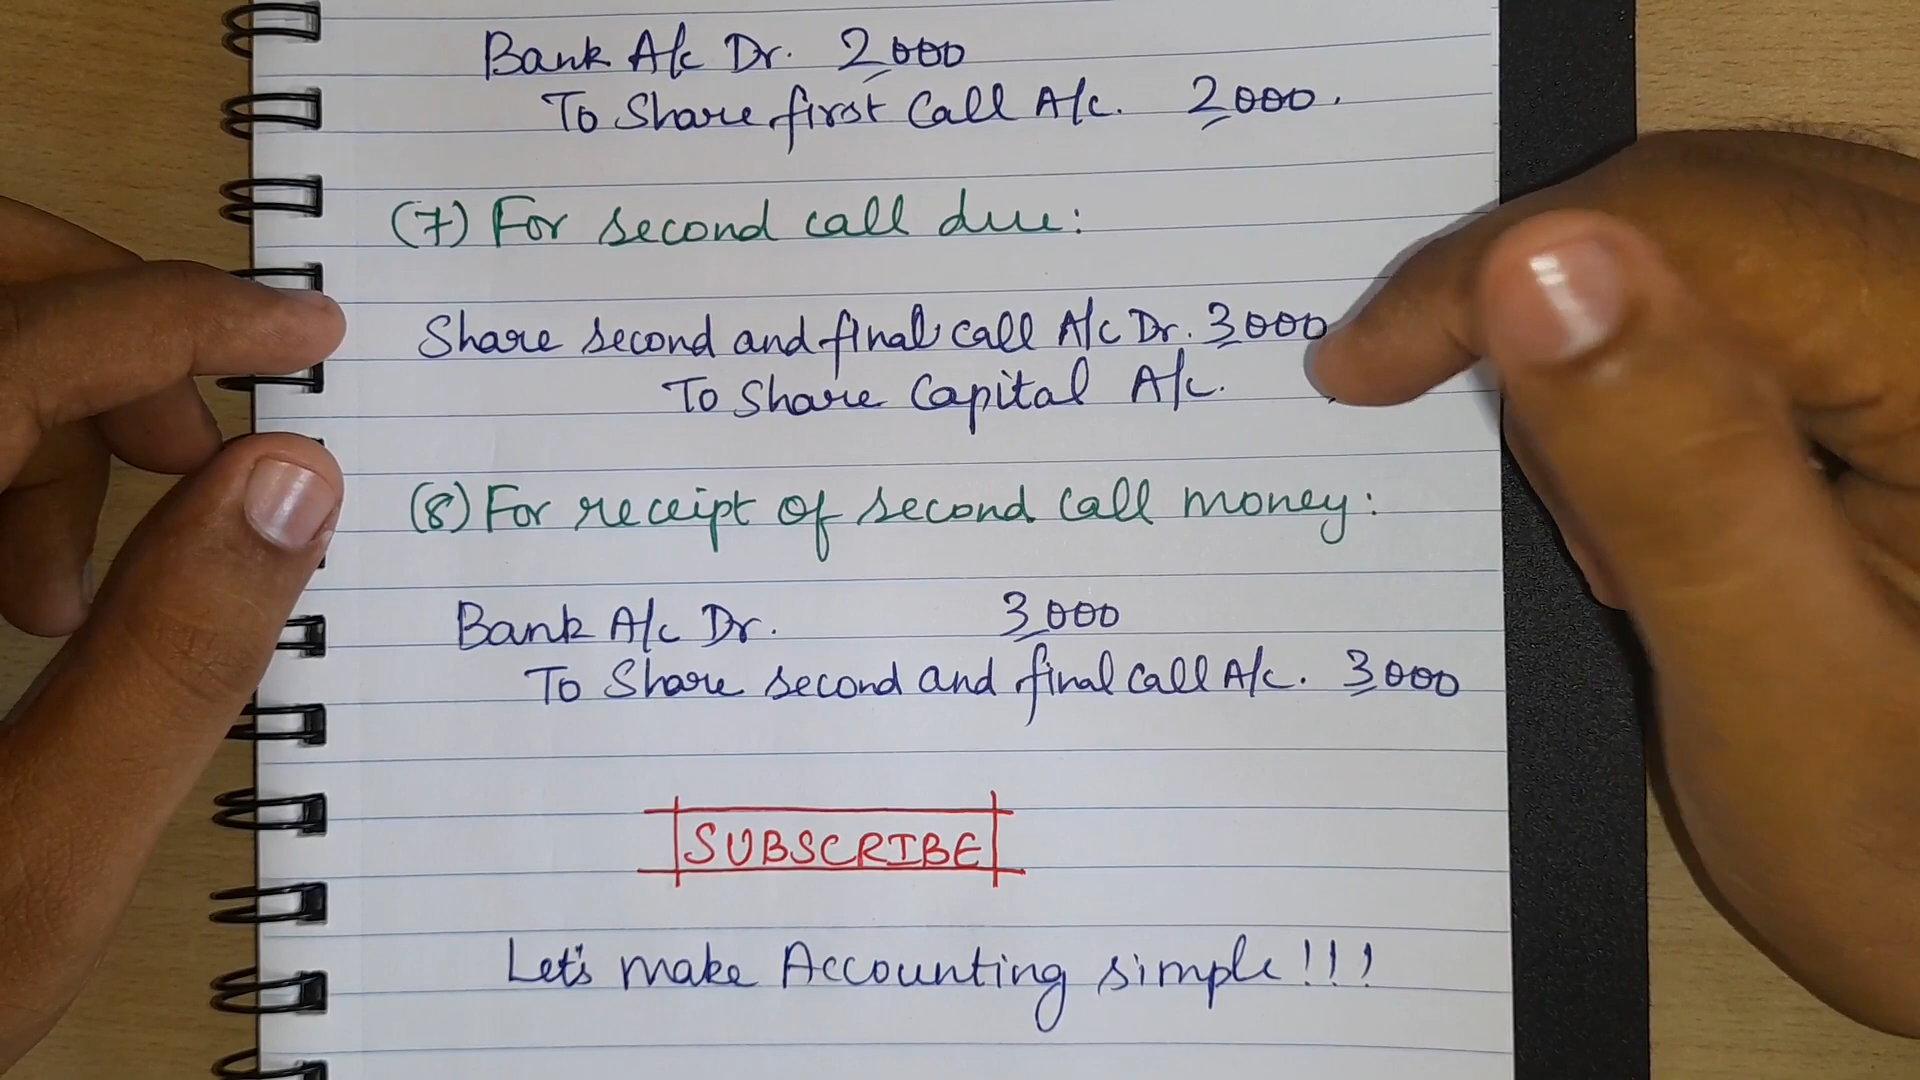 Bank A/c Dr. 2000
To Share first Call A/c. 2000.
(7) For second call due:
Share second and final call A/c Dr. 3000
To Share Capital A/c.
(8) For receipt of second call money:
Bank A/c Dr. 3000
To Share second and final call A/c. 3000
SUBSCRIBE
Let's make Accounting simple!!!